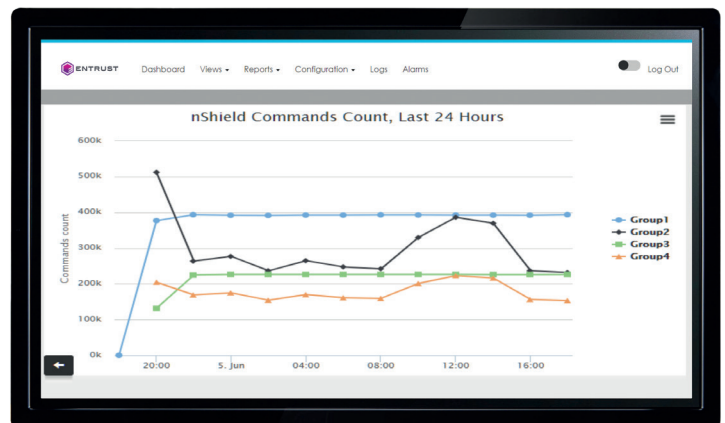 ENTRUST Dashboard Views Reports Configuration Logs Alarms Log Out
nShield Commands Count, Last 24 Hours
Commands count
600k
500k
400k
300k
200k
100k
0k
20:00 5. Jun 04:00 08:00 12:00 16:00
Group1
Group2
Group3
Group4